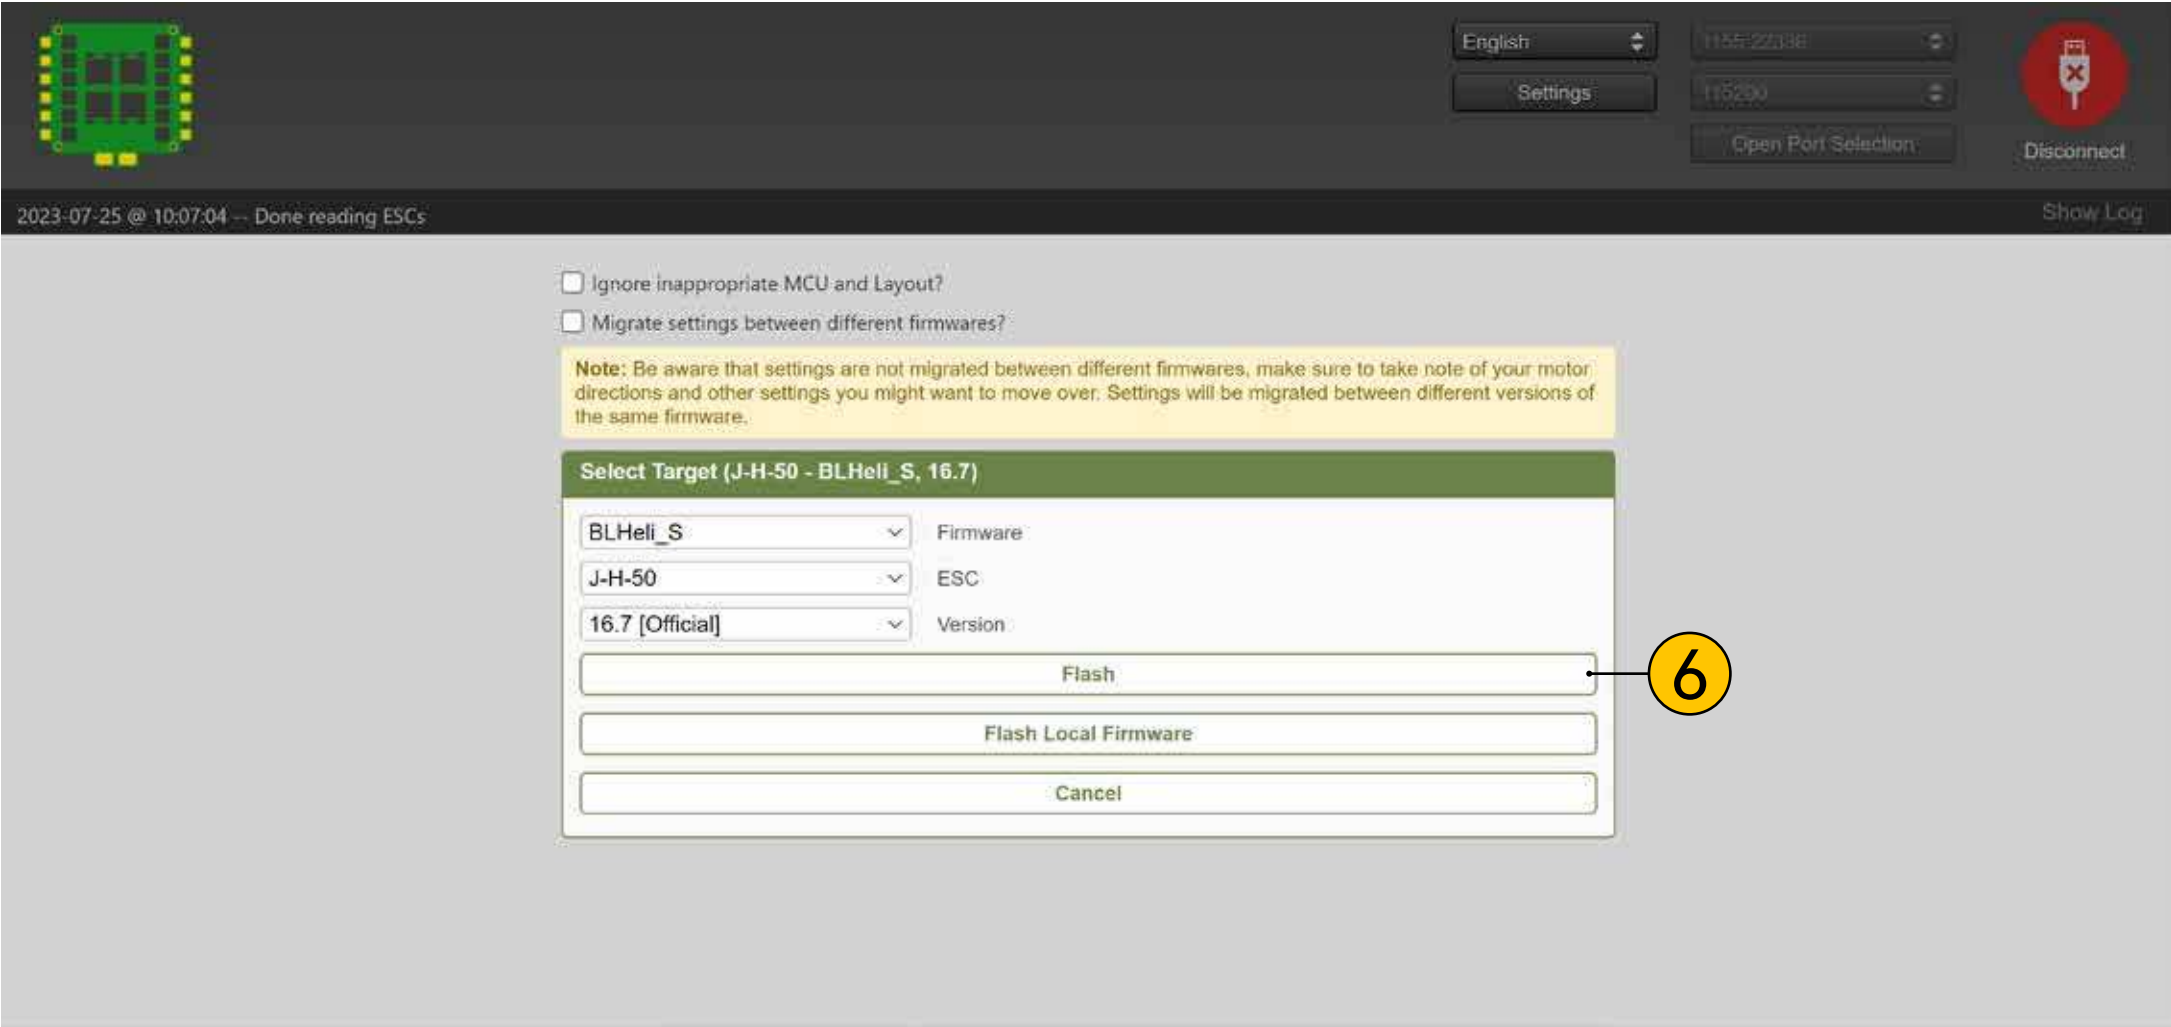 English
Settings
115200
Open Port Selection
Disconnect
2023-07-25 @ 10:07:04 -- Done reading ESCs
Show Log
Ignore inappropriate MCU and Layout?
Migrate settings between different firmwares?
Note: Be aware that settings are not migrated between different firmwares, make sure to take note of your motor
directions and other settings you might want to move over. Settings will be migrated between different versions of
the same firmware.
Select Target (J-H-50 - BLHeli_S, 16.7)
BLHeli_S Firmware
J-H-50 ESC
16.7 [Official] Version
Flash
6
Flash Local Firmware
Cancel